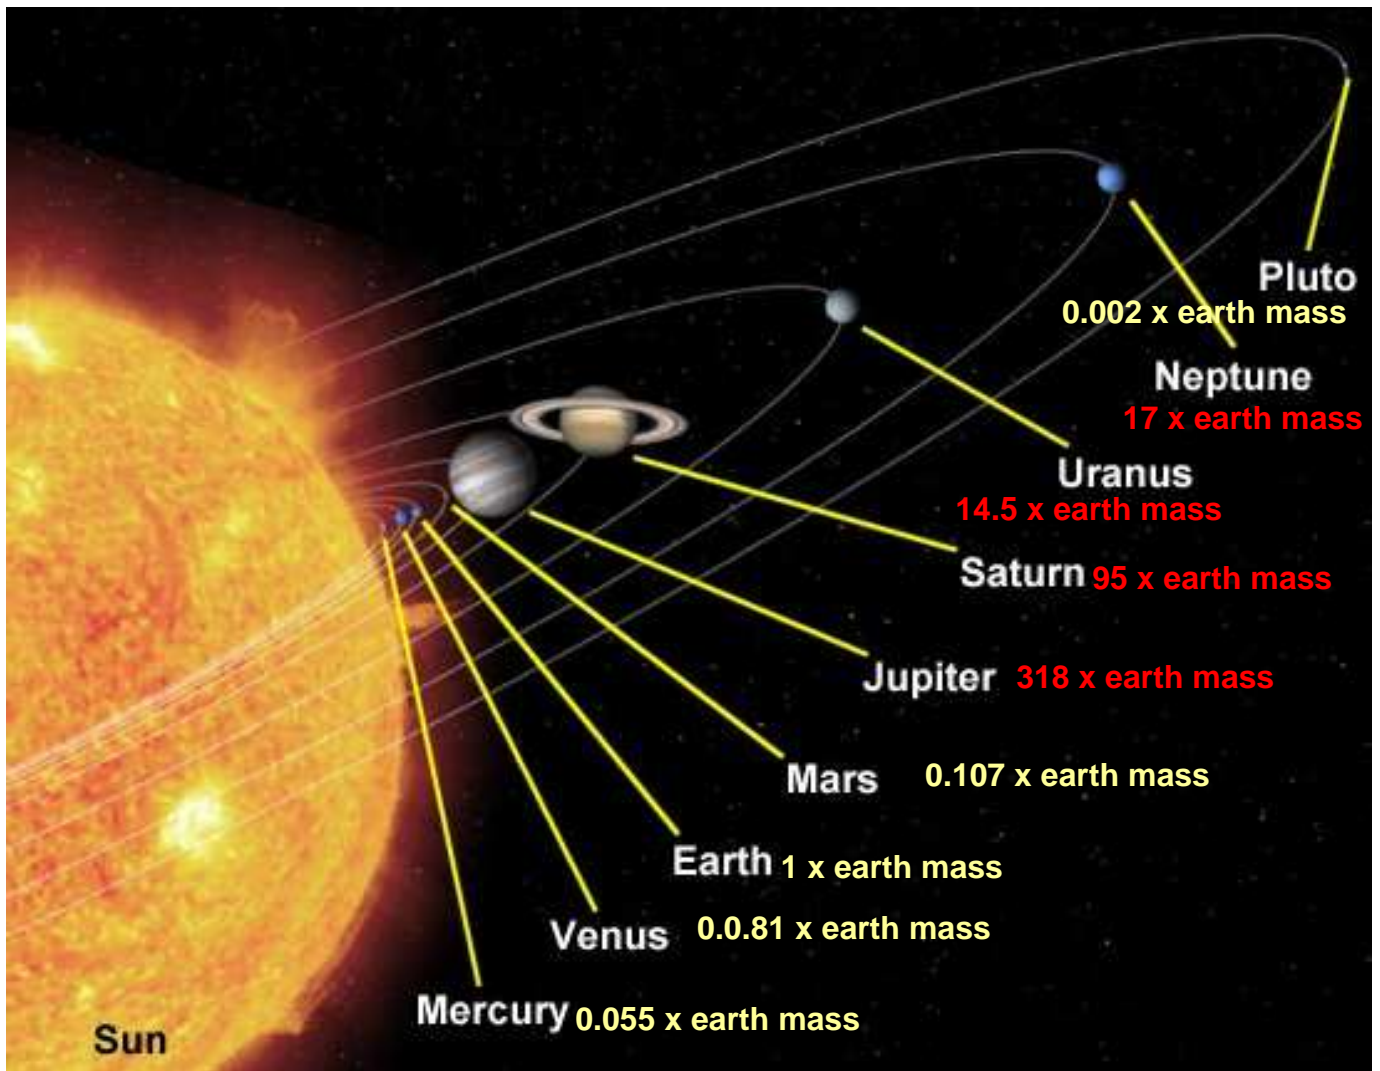 Pluto
0.002 x earth mass
Neptune
17 x earth mass
Uranus
14.5 x earth mass
Saturn 95 x earth mass
Jupiter 318 x earth mass
Mars 0.107 x earth mass
Earth 1 x earth mass
Venus 0.0.81 x earth mass
Mercury 0.055 x earth mass
Sun